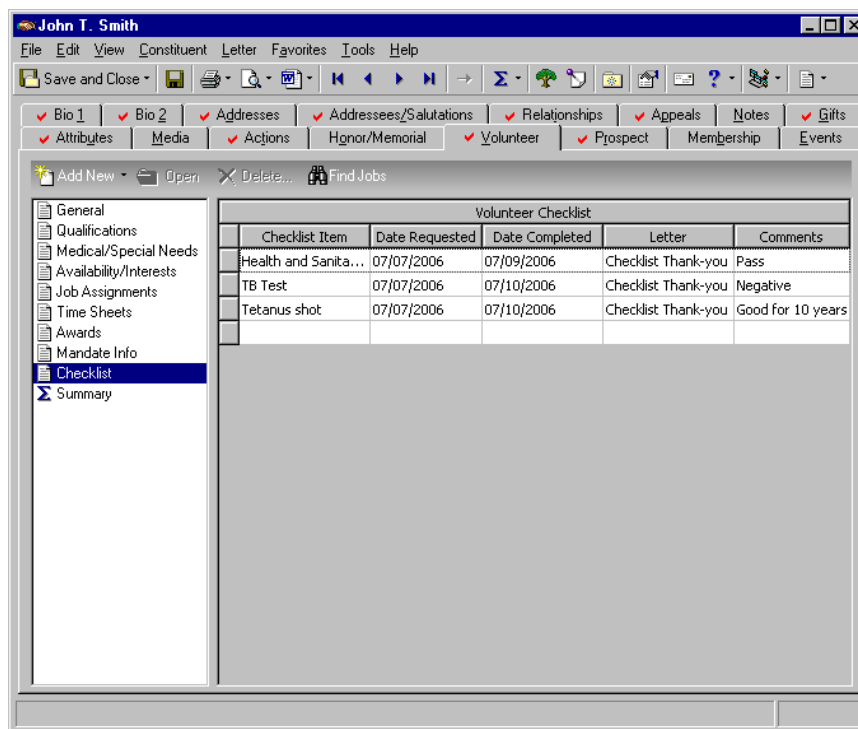 John T. Smith
File Edit View Constituent Letter Favorites Tools Help
Save and Close
Bio 1 Bio 2 Addresses Addressees/Salutations Relationships Appeals Notes Gifts
Attributes Media Actions Honor/Memorial Volunteer Prospect Membership Events
Add New Open Delete... Find Jobs
General
Qualifications
Medical/Special Needs
Availability/Interests
Job Assignments
Time Sheets
Awards
Mandate Info
Checklist
Σ Summary
Volunteer Checklist
Checklist Item Date Requested Date Completed Letter Comments
Health and Sanita... 07/07/2006 07/09/2006 Checklist Thank-you Pass
TB Test 07/07/2006 07/10/2006 Checklist Thank-you Negative
Tetanus shot 07/07/2006 07/10/2006 Checklist Thank-you Good for 10 years